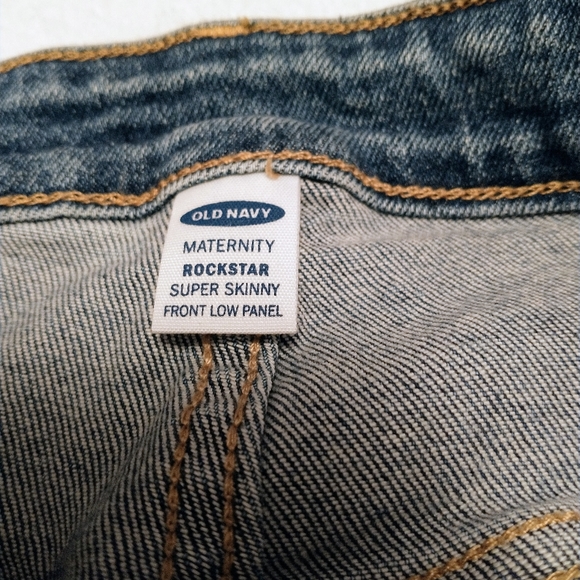 OLD NAVY
MATERNITY
ROCKSTAR
SUPER SKINNY
FRONT LOW PANEL